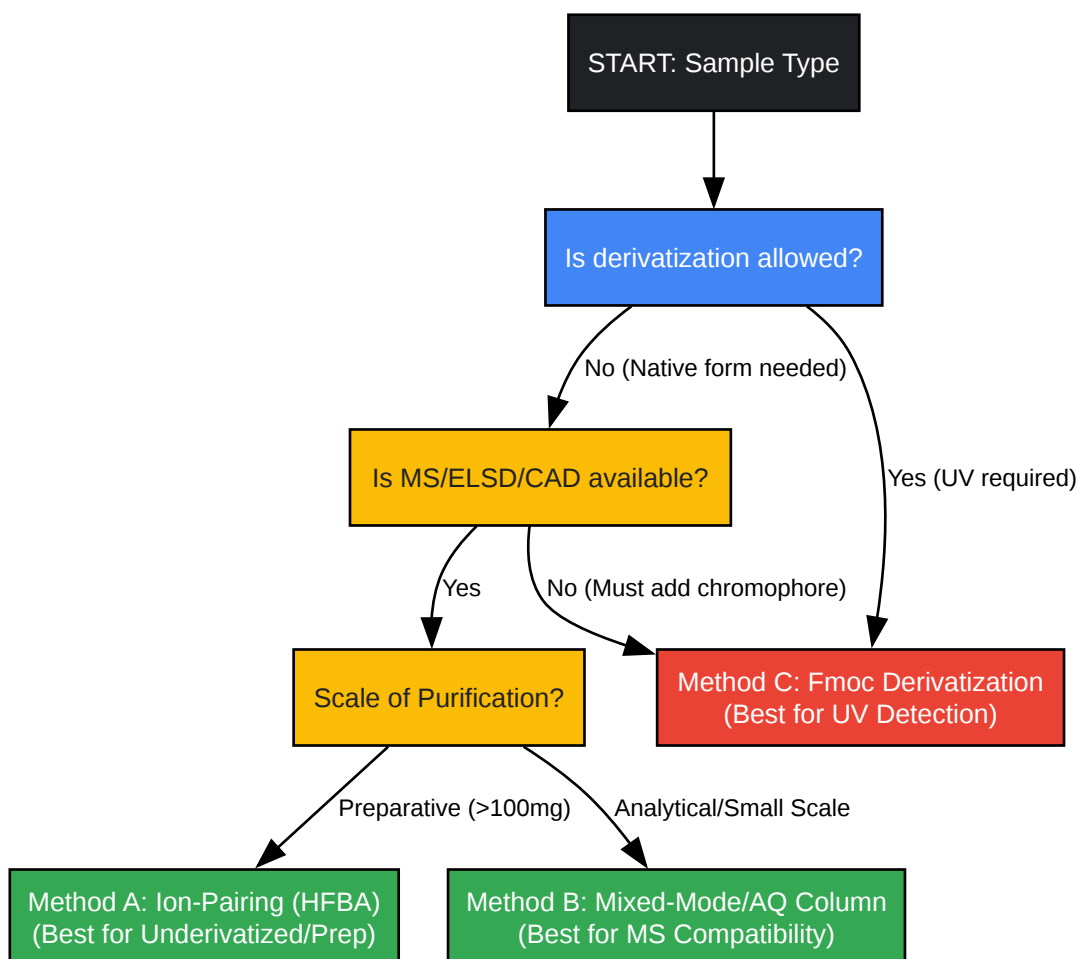 START: Sample Type
Is derivatization allowed?
No (Native form needed)
Is MS/ELSD/CAD available?
Yes (UV required)
Yes
No (Must add chromophore)
Scale of Purification?
Method C: Fmoc Derivatization
(Best for UV Detection)
Preparative (>100mg)
Analytical/Small Scale
Method A: Ion-Pairing (HFBA)
(Best for Underivatized/Prep)
Method B: Mixed-Mode/AQ Column
(Best for MS Compatibility)